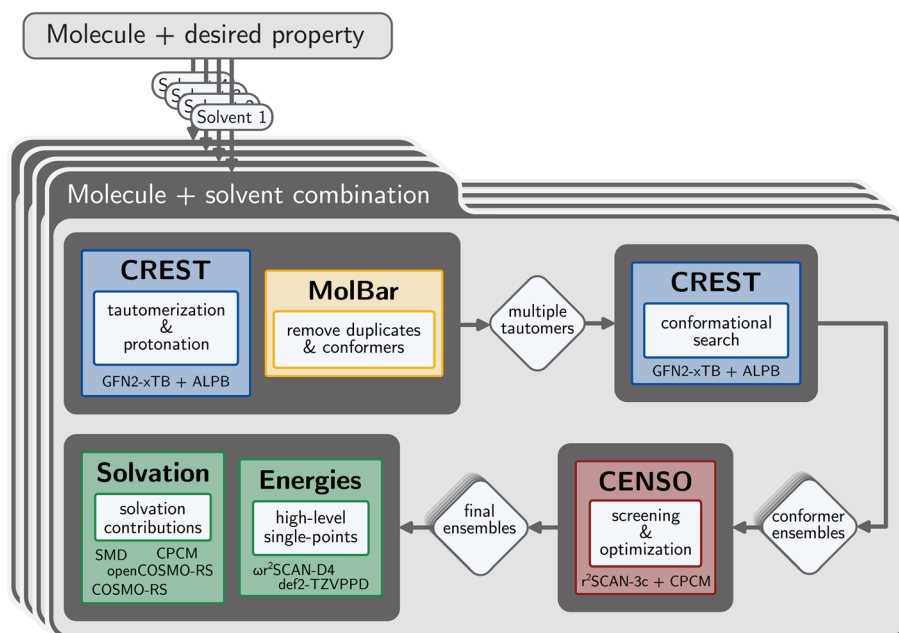 Molecule + desired property
Solvent 1
Molecule + solvent combination
CREST
tautomerization
&
protonation
GFN2-xTB + ALPB
MolBar
remove duplicates
& conformers
multiple
tautomers
CREST
conformational
search
GFN2-xTB + ALPB
Solvation
solvation
contributions
SMD CPCM
openCOSMO-RS
COSMO-RS
Energies
high-level
single-points
ωr²SCAN-D4
def2-TZVPPD
final
ensembles
CENSO
screening
&
optimization
r²SCAN-3c + CPCM
conformer
ensembles